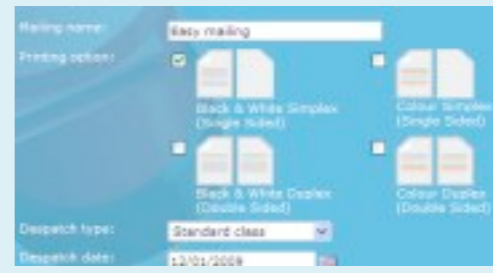 Mailing name: Easy mailing
Printing option:
Black & White Simplex
(Single Sided)
Colour Simplex
(Single Sided)
Black & White Duplex
(Double Sided)
Colour Duplex
(Double Sided)
Despatch type: Standard class
Despatch date: 12/01/2009